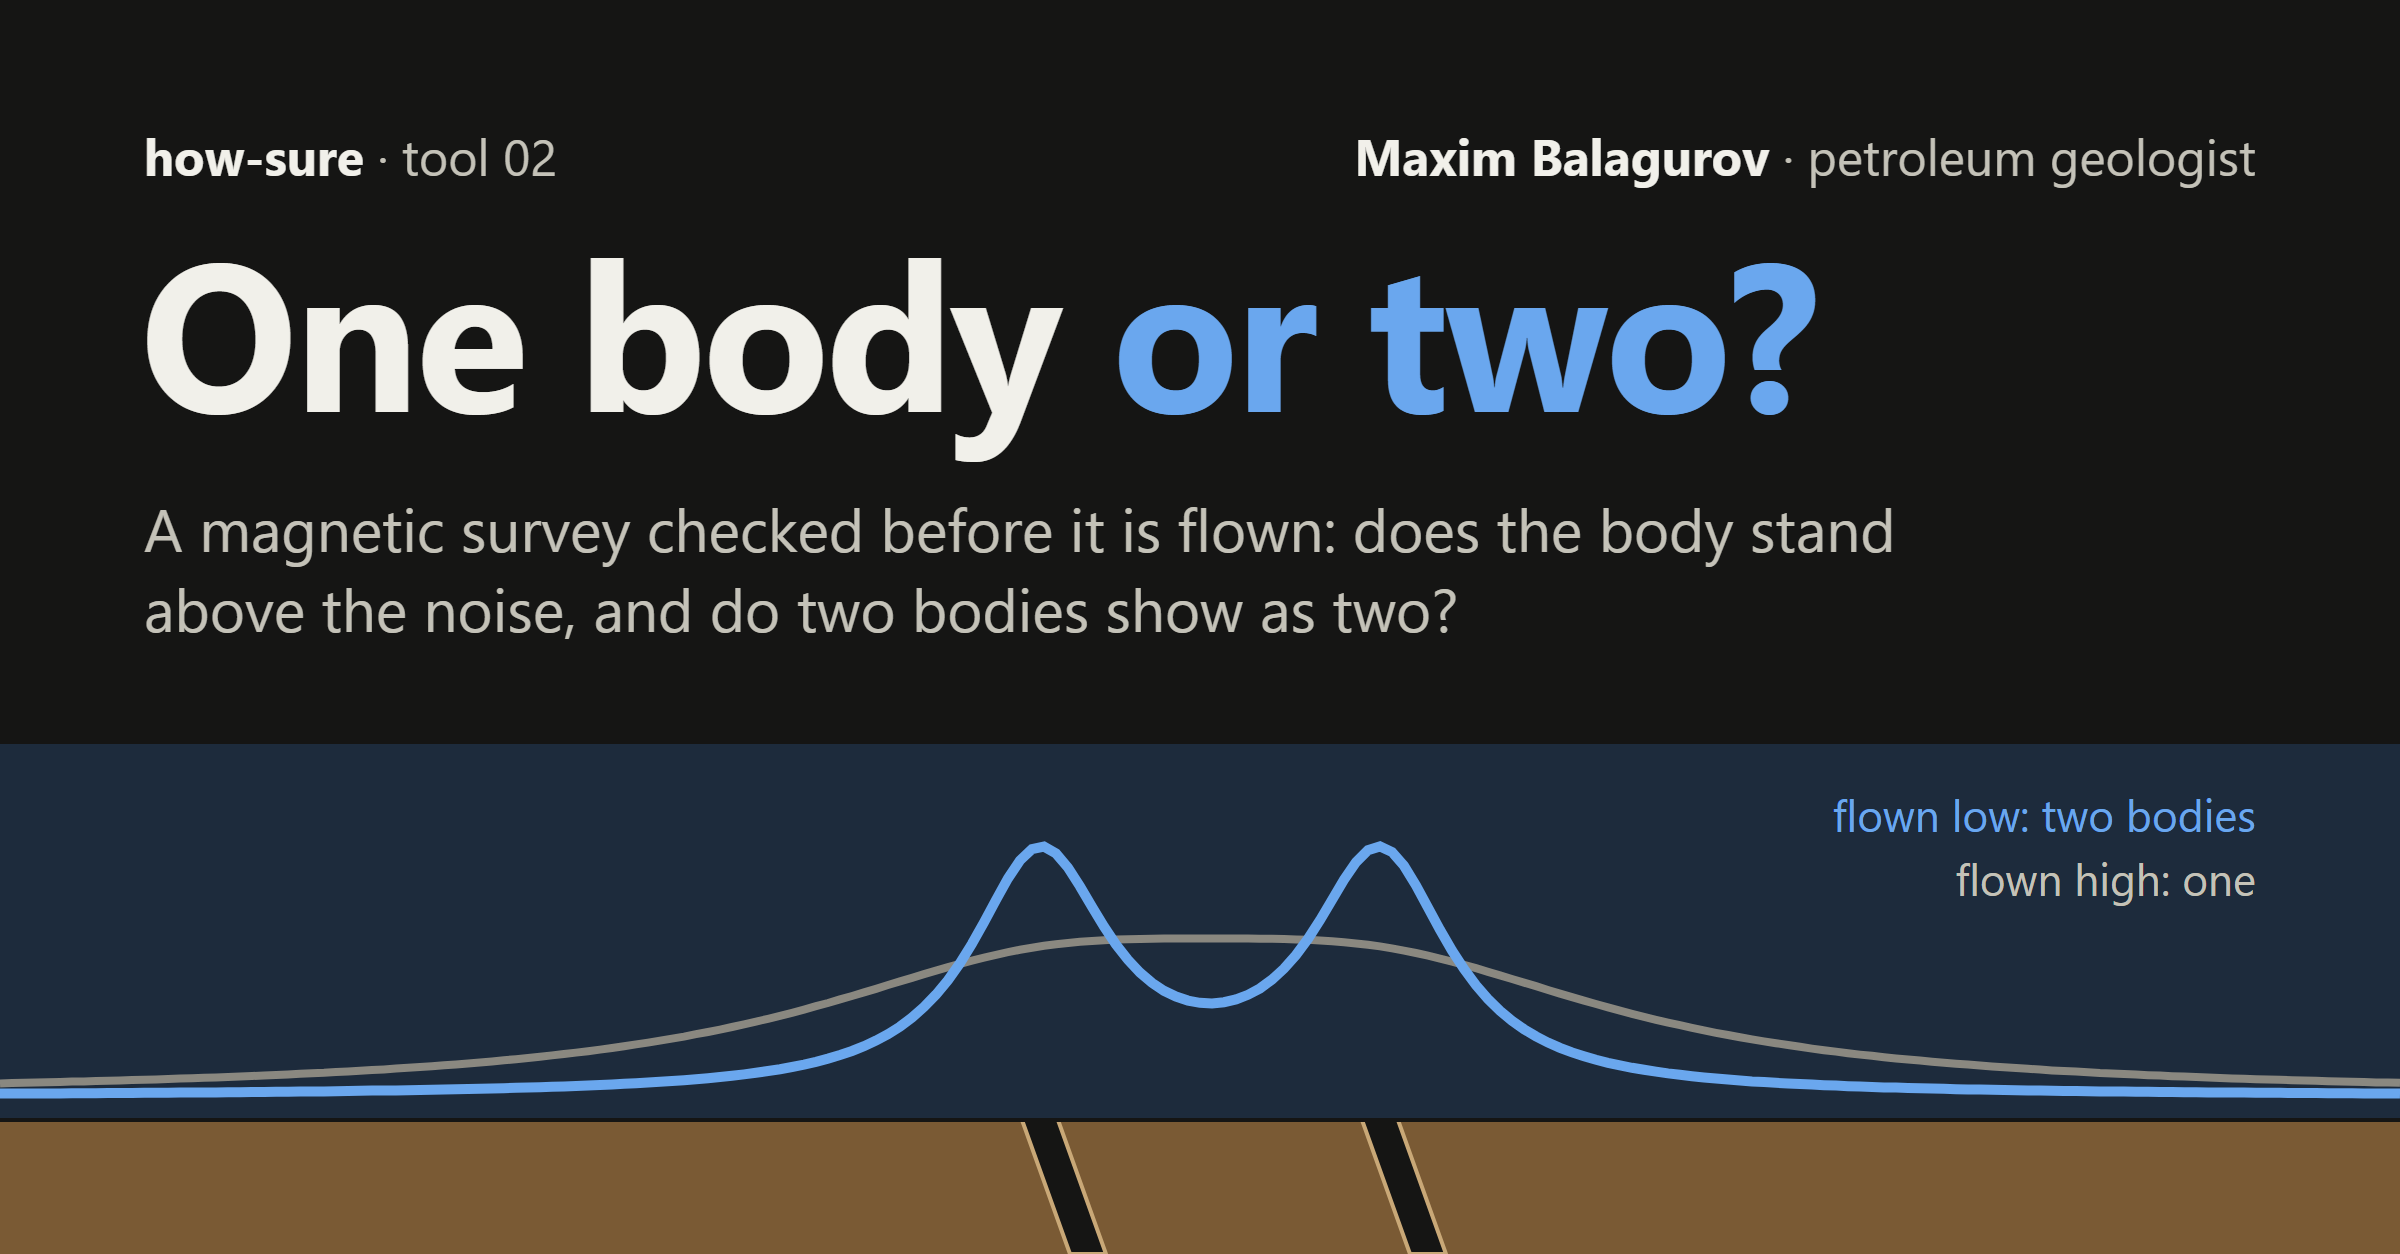 how-sure · tool 02
Maxim Balagurov · petroleum geologist
One body or two?
A magnetic survey checked before it is flown: does the body stand
above the noise, and do two bodies show as two?
flown low: two bodies
flown high: one